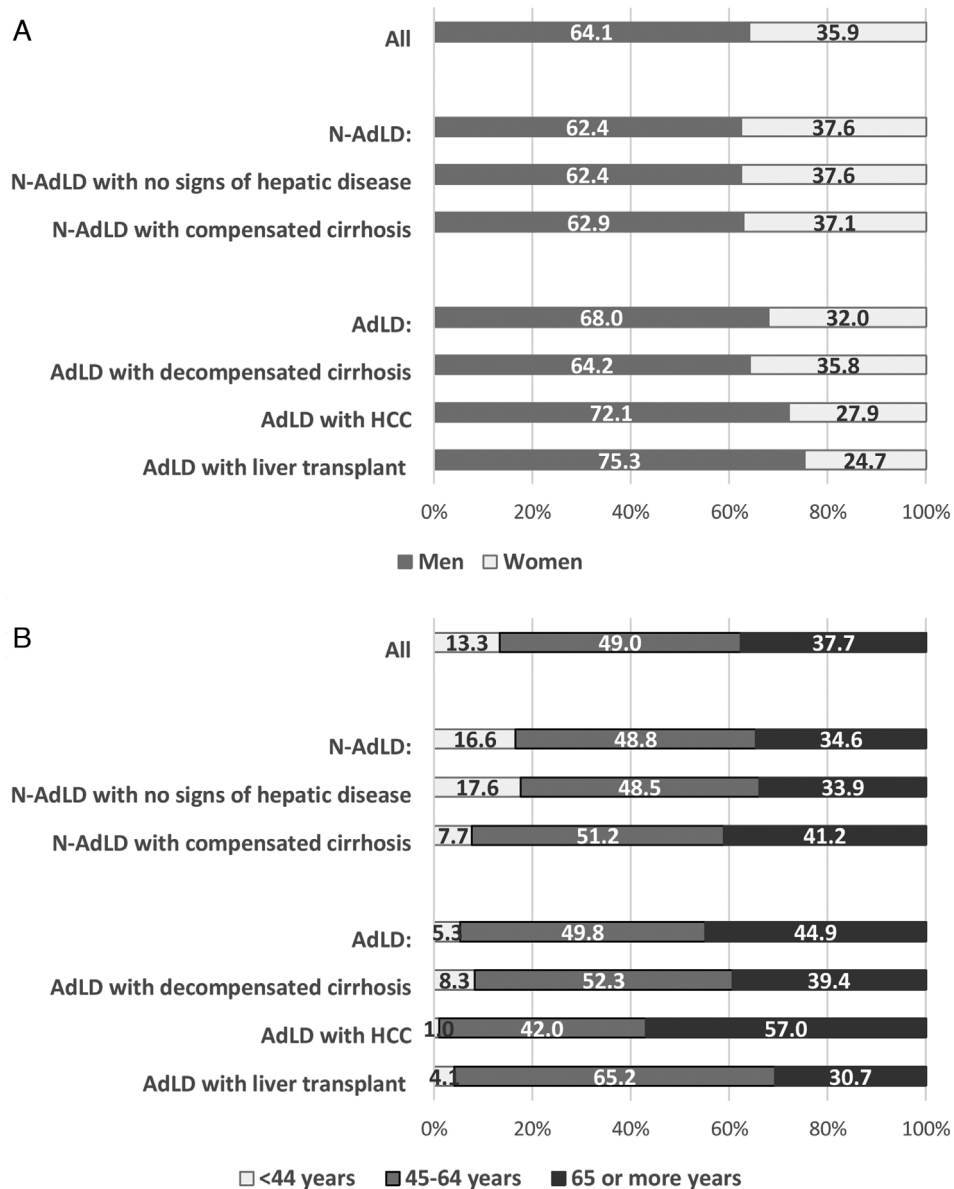 A
All 64.1 35.9
N-AdLD: 62.4 37.6
N-AdLD with no signs of hepatic disease 62.4 37.6
N-AdLD with compensated cirrhosis 62.9 37.1
AdLD: 68.0 32.0
AdLD with decompensated cirrhosis 64.2 35.8
AdLD with HCC 72.1 27.9
AdLD with liver transplant 75.3 24.7
0% 20% 40% 60% 80% 100%
Men Women
B
All 13.3 49.0 37.7
N-AdLD: 16.6 48.8 34.6
N-AdLD with no signs of hepatic disease 17.6 48.5 33.9
N-AdLD with compensated cirrhosis 7.7 51.2 41.2
AdLD: 5.3 49.8 44.9
AdLD with decompensated cirrhosis 8.3 52.3 39.4
AdLD with HCC 1.0 42.0 57.0
AdLD with liver transplant 4.1 65.2 30.7
0% 20% 40% 60% 80% 100%
<44 years 45-64 years 65 or more years